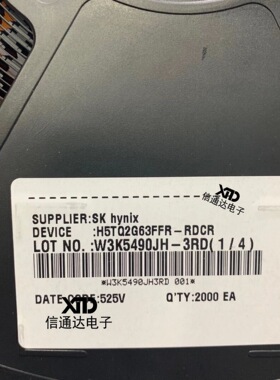 XTD
信通达电子
SUPPLIER:SK hynix
DEVICE :H5TQ2G63FFR-RDCR
LOT NO.:W3K5490JH-3RD(1/4)
*W3K5490JH3RD 001*
XTD
DATE CODE:525V Q'TY:2000 EA
信通达电子